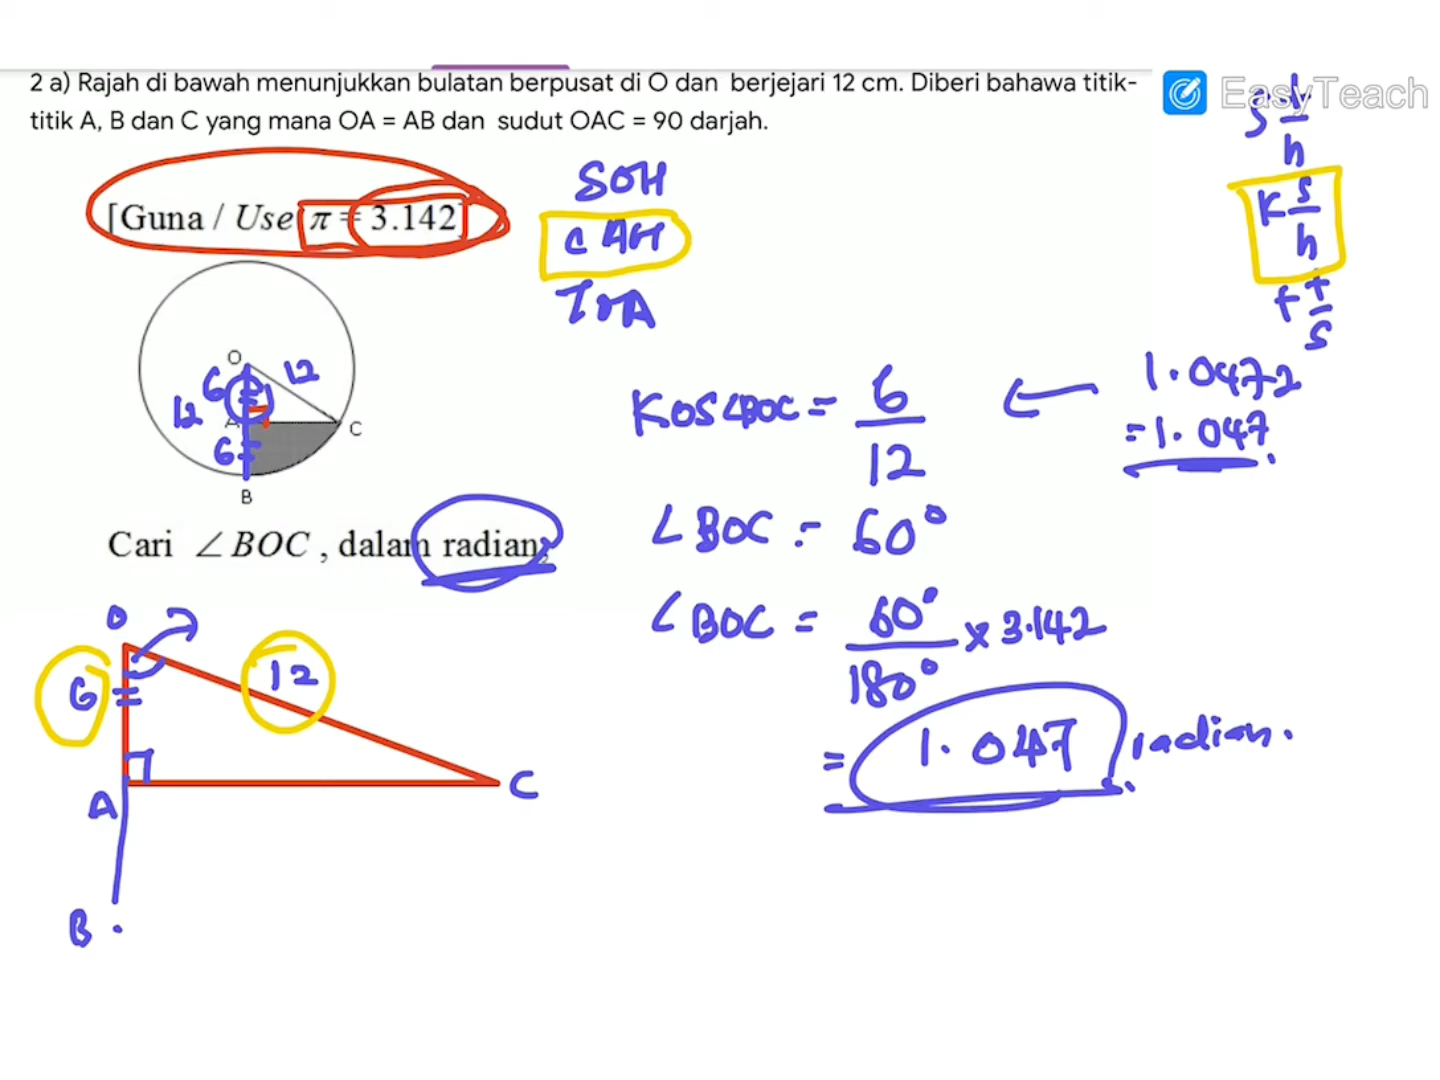 2 a) Rajah di bawah menunjukkan bulatan berpusat di O dan berjejari 12 cm. Diberi bahawa titik-
titik A, B dan C yang mana OA = AB dan sudut OAC = 90 darjah.
EasyTeach
[Guna / Use π = 3.142]
SOH
CAH
TOA
S t/h
K s/h
t t/s
O
6
12
12
A
C
6
B
KOS∠BOC = 6/12
1.0472
= 1.047
Cari ∠BOC, dalam radian,
∠BOC = 60°
∠BOC = 60°/180° x 3.142
= 1.047 radian.
O
6
12
A
C
B